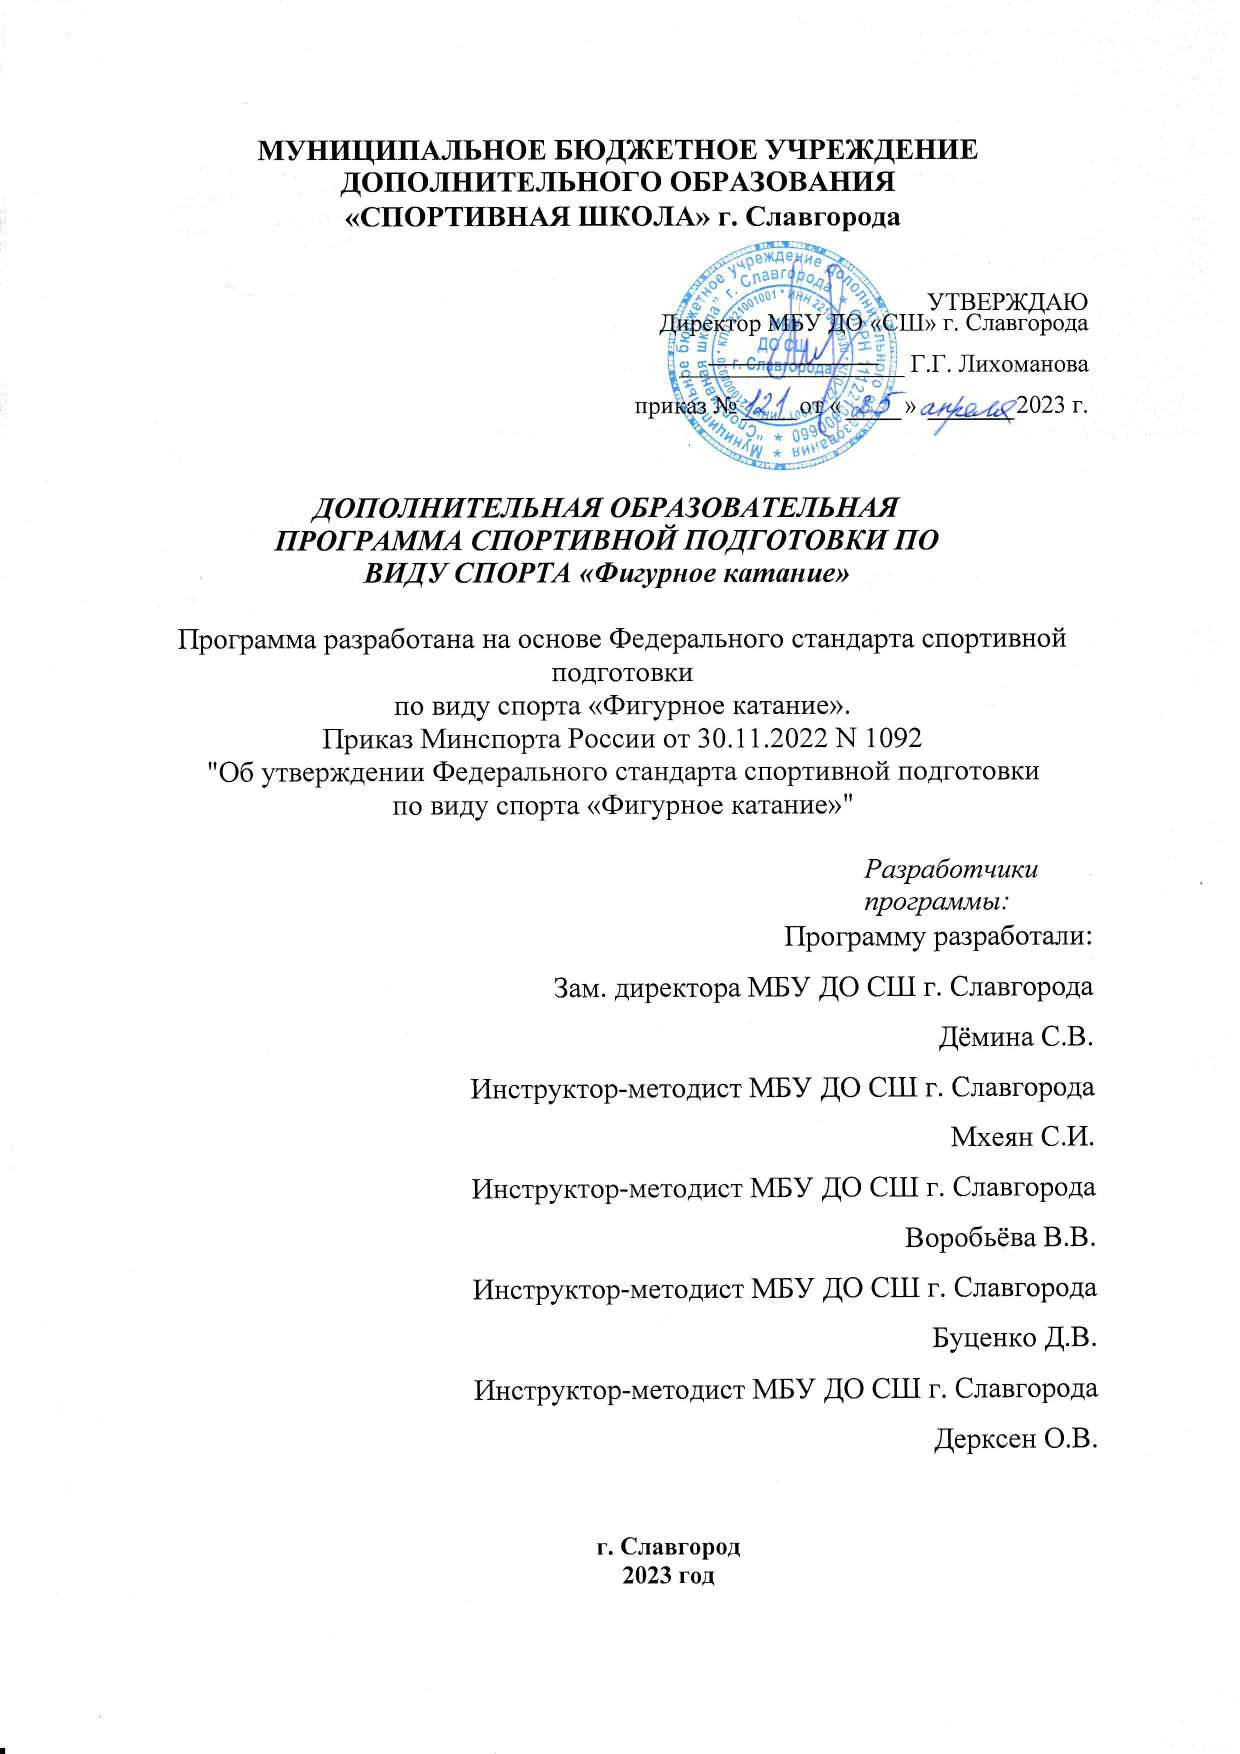 МУНИЦИПАЛЬНОЕ БЮДЖЕТНОЕ УЧРЕЖДЕНИЕ
ДОПОЛНИТЕЛЬНОГО ОБРАЗОВАНИЯ
«СПОРТИВНАЯ ШКОЛА» г. Славгорода
УТВЕРЖДАЮ
Директор МБУ ДО «СШ» г. Славгорода
Г.Г. Лихоманова
приказ № 121 от « 05 » апреля 2023 г.
ДОПОЛНИТЕЛЬНАЯ ОБРАЗОВАТЕЛЬНАЯ
ПРОГРАММА СПОРТИВНОЙ ПОДГОТОВКИ ПО
ВИДУ СПОРТА «Фигурное катание»
Программа разработана на основе Федерального стандарта спортивной
подготовки
по виду спорта «Фигурное катание».
Приказ Минспорта России от 30.11.2022 N 1092
"Об утверждении Федерального стандарта спортивной подготовки
по виду спорта «Фигурное катание»"
Разработчики
программы:
Программу разработали:
Зам. директора МБУ ДО СШ г. Славгорода
Дёмина С.В.
Инструктор-методист МБУ ДО СШ г. Славгорода
Мхеян С.И.
Инструктор-методист МБУ ДО СШ г. Славгорода
Воробьёва В.В.
Инструктор-методист МБУ ДО СШ г. Славгорода
Буценко Д.В.
Инструктор-методист МБУ ДО СШ г. Славгорода
Дерксен О.В.
г. Славгород
2023 год